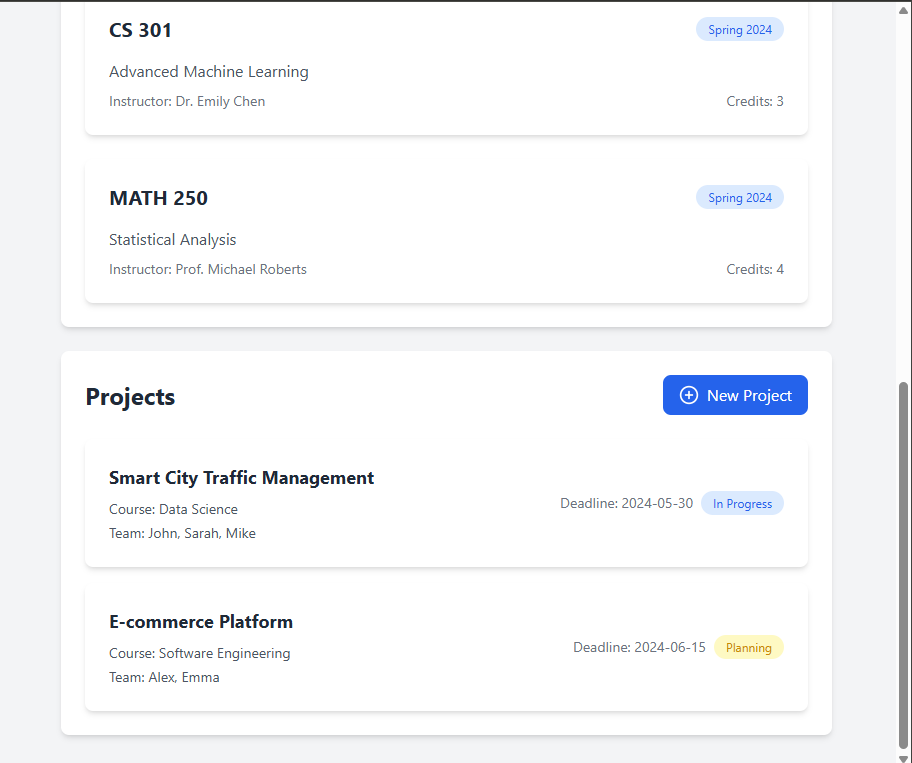 CS 301
Spring 2024
Advanced Machine Learning
Instructor: Dr. Emily Chen
Credits: 3
MATH 250
Spring 2024
Statistical Analysis
Instructor: Prof. Michael Roberts
Credits: 4
Projects
New Project
Smart City Traffic Management
Course: Data Science
Team: John, Sarah, Mike
Deadline: 2024-05-30
In Progress
E-commerce Platform
Course: Software Engineering
Team: Alex, Emma
Deadline: 2024-06-15
Planning